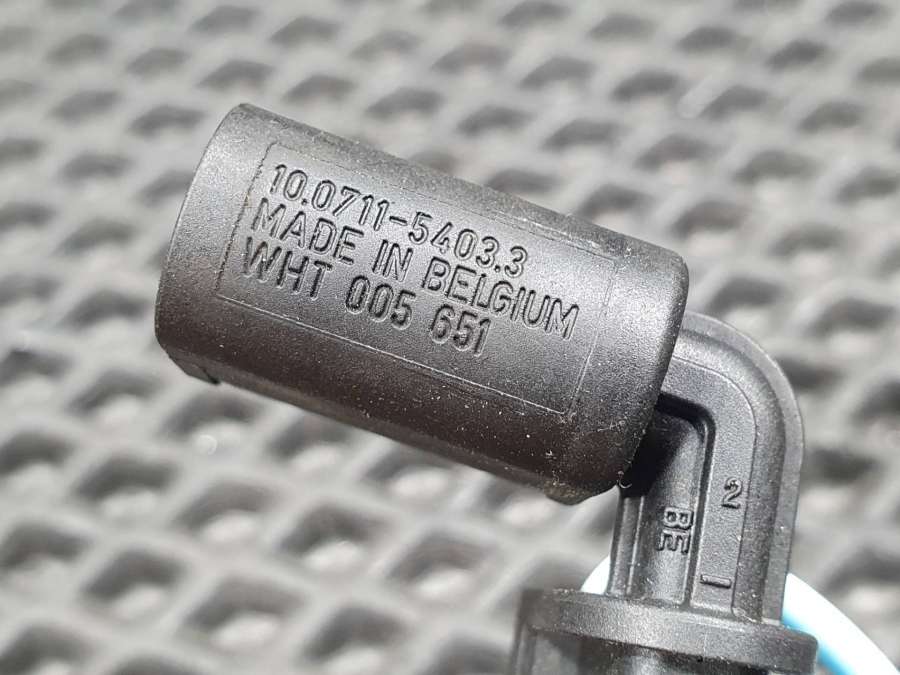 10.0711-5403.3
MADE IN BELGIUM
WHT 005 651
2
BE
1